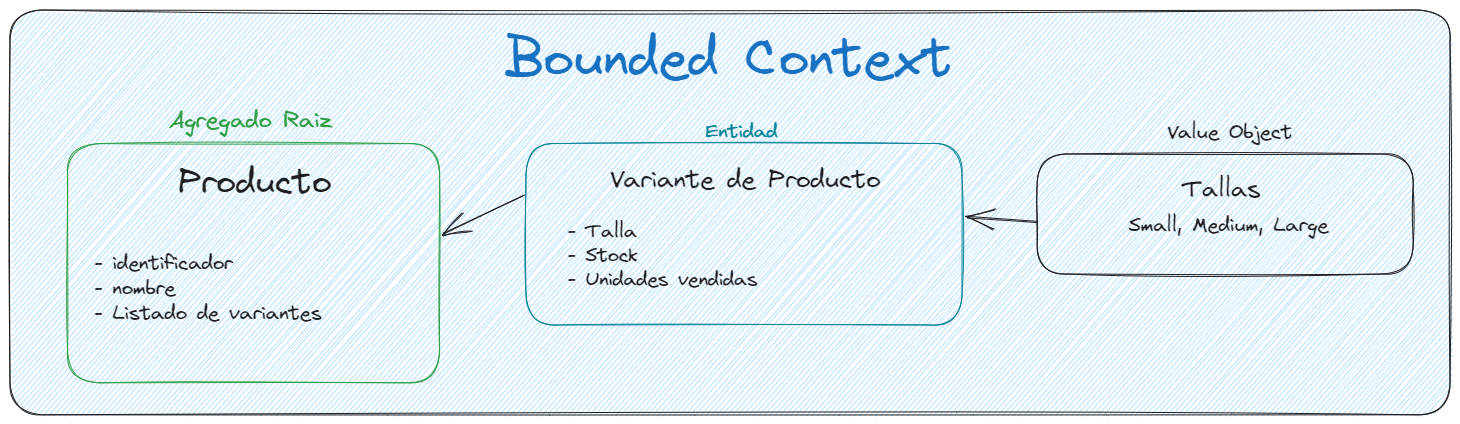 Bounded Context
Agregado Raiz
Producto
- identificador
- nombre
- Listado de variantes
Entidad
Variante de Producto
- Talla
- Stock
- Unidades vendidas
Value Object
Tallas
Small, Medium, Large